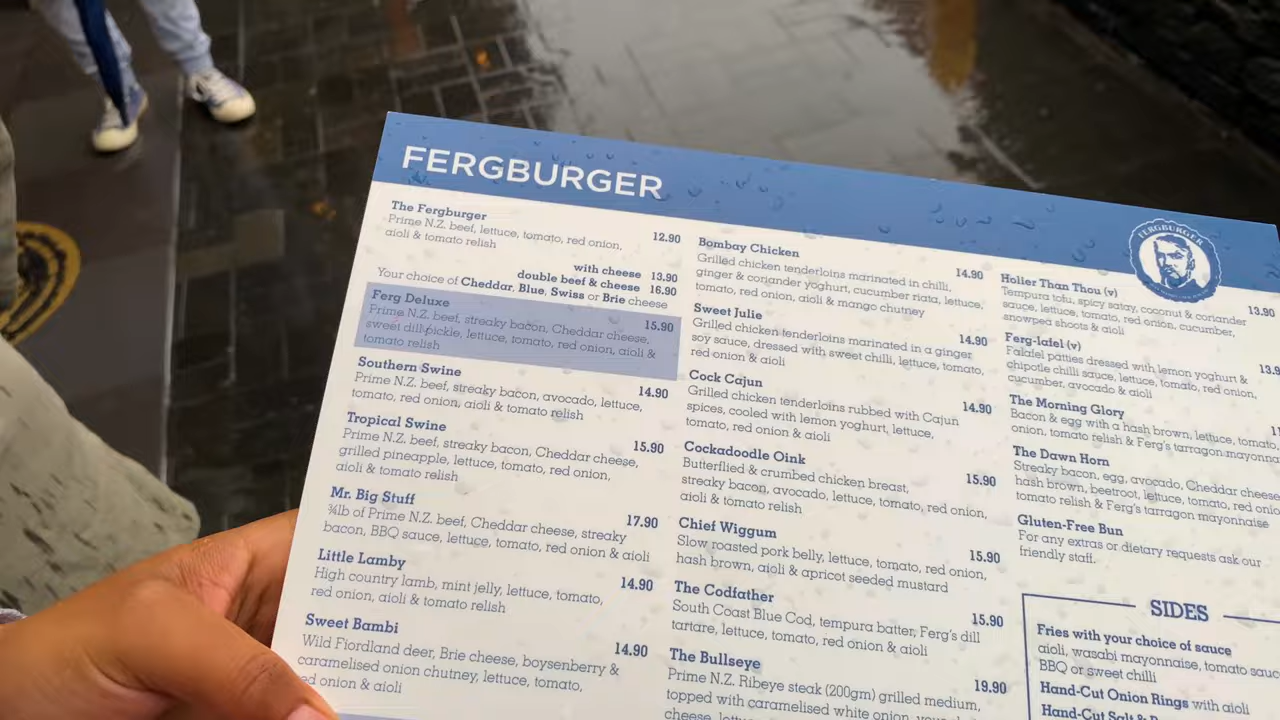 FERGBURGER
The Fergburger
Prime N.Z. beef, lettuce, tomato, red onion, 12.90
aioli & tomato relish
with cheese 13.90
double beef & cheese 16.90
Your choice of Cheddar, Blue, Swiss or Brie cheese
Ferg Deluxe
Prime N.Z. beef, streaky bacon, Cheddar cheese, 15.90
sweet dill pickle, lettuce, tomato, red onion, aioli &
tomato relish
Southern Swine
Prime N.Z. beef, streaky bacon, avocado, lettuce, 14.90
tomato, red onion, aioli & tomato relish
Tropical Swine
Prime N.Z. beef, streaky bacon, Cheddar cheese, 15.90
grilled pineapple, lettuce, tomato, red onion,
aioli & tomato relish
Mr. Big Stuff
¾lb of Prime N.Z. beef, Cheddar cheese, streaky 17.90
bacon, BBQ sauce, lettuce, tomato, red onion & aioli
Little Lamby
High country lamb, mint jelly, lettuce, tomato, 14.90
red onion, aioli & tomato relish
Sweet Bambi
Wild Fiordland deer, Brie cheese, boysenberry & 14.90
caramelised onion chutney, lettuce, tomato,
onion & aioli
Bombay Chicken
Grilled chicken tenderloins marinated in chilli, 14.90
ginger & coriander yoghurt, cucumber riata, lettuce,
tomato, red onion, aioli & mango chutney
Sweet Julie
Grilled chicken tenderloins marinated in a ginger 14.90
soy sauce, dressed with sweet chilli, lettuce, tomato,
red onion & aioli
Cock Cajun
Grilled chicken tenderloins rubbed with Cajun 14.90
spices, cooled with lemon yoghurt, lettuce,
tomato, red onion & aioli
Cockadoodle Oink
Butterflied & crumbed chicken breast, 15.90
streaky bacon, avocado, lettuce, tomato, red onion,
aioli & tomato relish
Chief Wiggum
Slow roasted pork belly, lettuce, tomato, red onion, 15.90
hash brown, aioli & apricot seeded mustard
The Codfather
South Coast Blue Cod, tempura batter, Ferg's dill 15.90
tartare, lettuce, tomato, red onion & aioli
The Bullseye
Prime N.Z. Ribeye steak (200gm) grilled medium, 19.90
topped with caramelised white onion,
cheese,
FERGBURGER
Holier Than Thou (v)
Tempura tofu, spicy satay, coconut & coriander 13.90
sauce, lettuce, tomato, red onion, cucumber,
snowped shoots & aioli
Ferg-lafel (v)
Falafel patties dressed with lemon yoghurt & 13.9
chipotle chilli sauce, lettuce, tomato, red onion,
cucumber, avocado & aioli
The Morning Glory
Bacon & egg with a hash brown, lettuce, tomato
onion, tomato relish & Ferg's tarragon
The Dawn Horn
Streaky bacon, egg, avocado, Cheddar cheese
hash brown, beetroot, lettuce, tomato, red
tomato relish & Ferg's tarragon mayonnaise
Gluten-Free Bun
For any extras or dietary requests ask our
friendly staff.
SIDES
Fries with your choice of sauce
aioli, wasabi mayonnaise, tomato
BBQ or sweet chilli
Hand-Cut Onion Rings with aioli
Hand-Cut Salt &